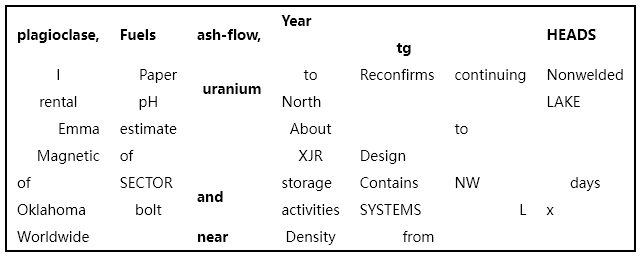 plagioclase, Fuels ash-flow, Year tg HEADS
I Paper uranium to Reconfirms continuing Nonwelded
rental pH North LAKE
Emma estimate About to
Magnetic of XJR Design
of SECTOR and storage Contains NW days
Oklahoma bolt activities SYSTEMS L x
Worldwide near Density from